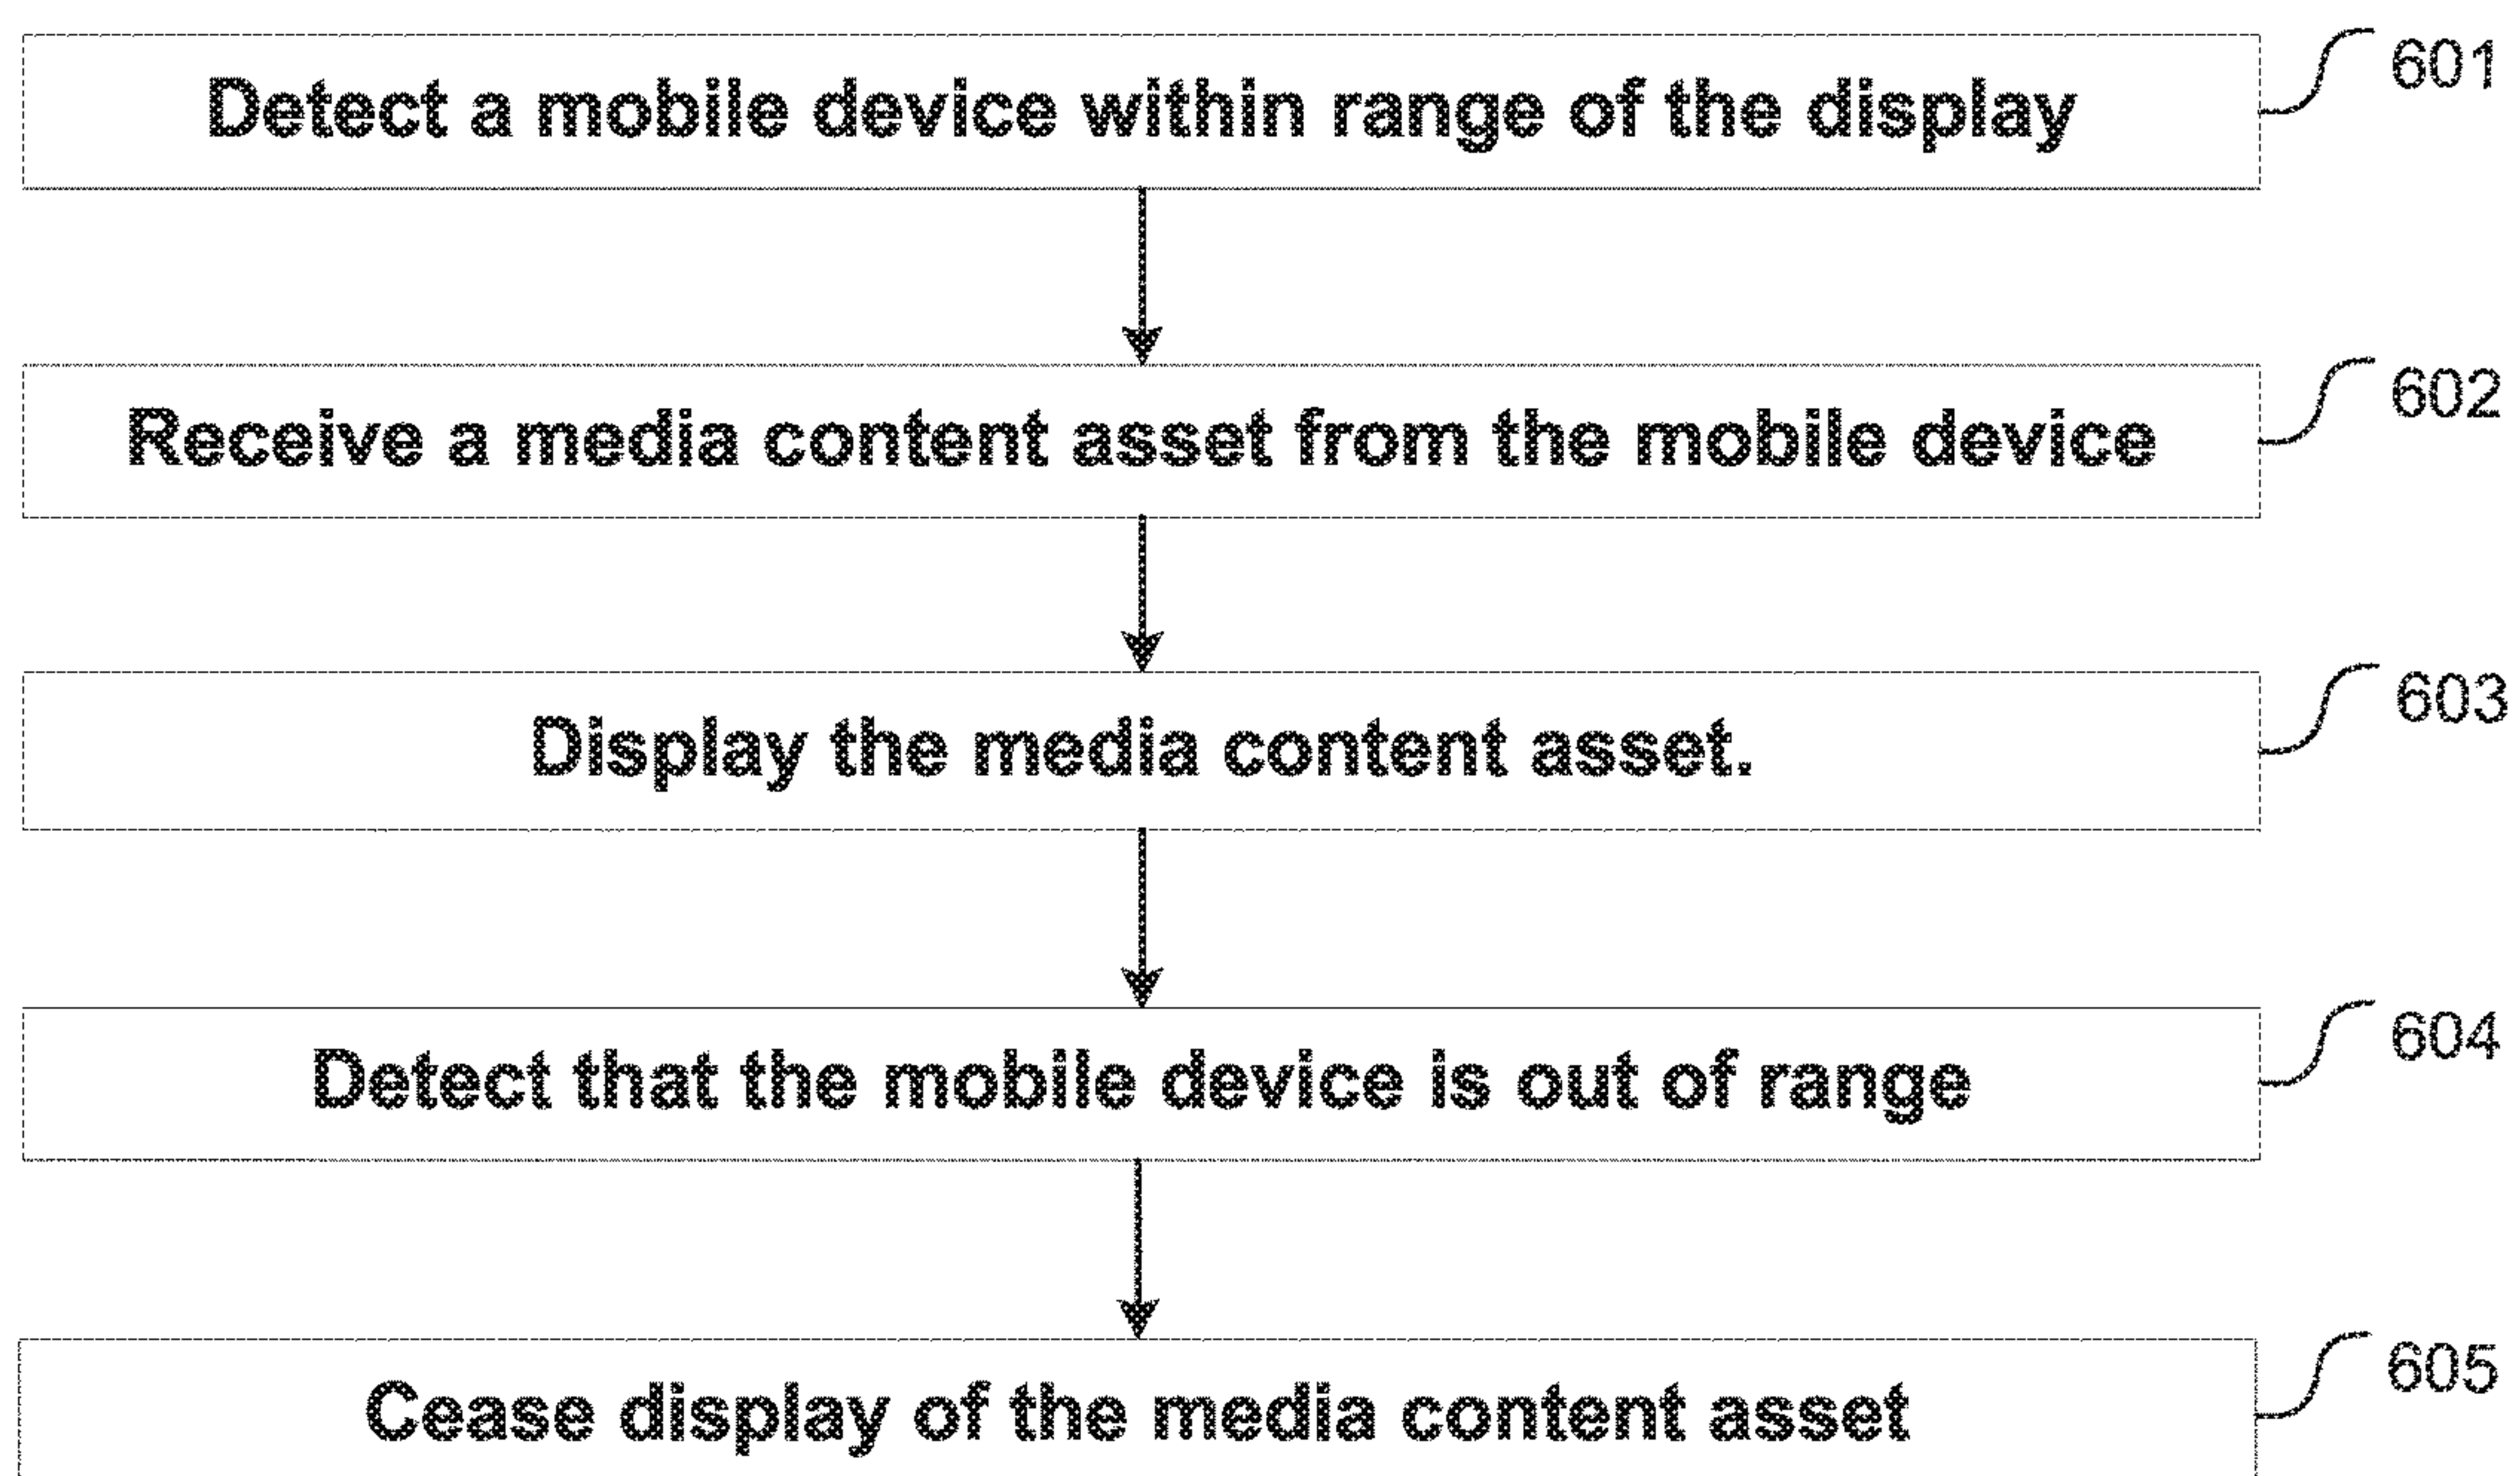 Detect a mobile device within range of the display
601
Receive a media content asset from the mobile device
602
Display the media content asset.
603
Detect that the mobile device is out of range
604
Cease display of the media content asset
605